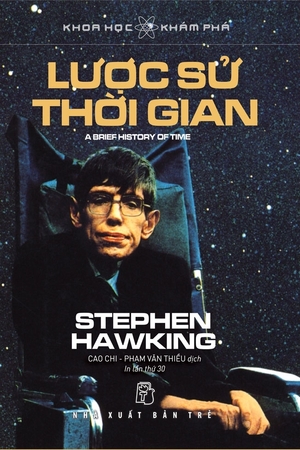 KHOA HỌC KHÁM PHÁ
LƯỢC SỬ
THỜI GIAN
A BRIEF HISTORY OF TIME
STEPHEN
HAWKING
CAO CHI - PHẠM VĂN THIỀU dịch
In lần thứ 30
NHÀ XUẤT BẢN TRẺ